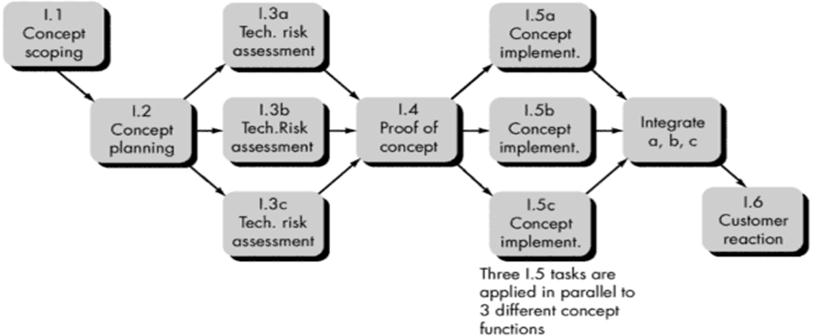 I.1
Concept
scoping
I.2
Concept
planning
I.3a
Tech. risk
assessment
I.3b
Tech.Risk
assessment
I.3c
Tech. risk
assessment
I.4
Proof of
concept
I.5a
Concept
implement.
I.5b
Concept
implement.
I.5c
Concept
implement.
Three I.5 tasks are
applied in parallel to
3 different concept
functions
Integrate
a, b, c
I.6
Customer
reaction